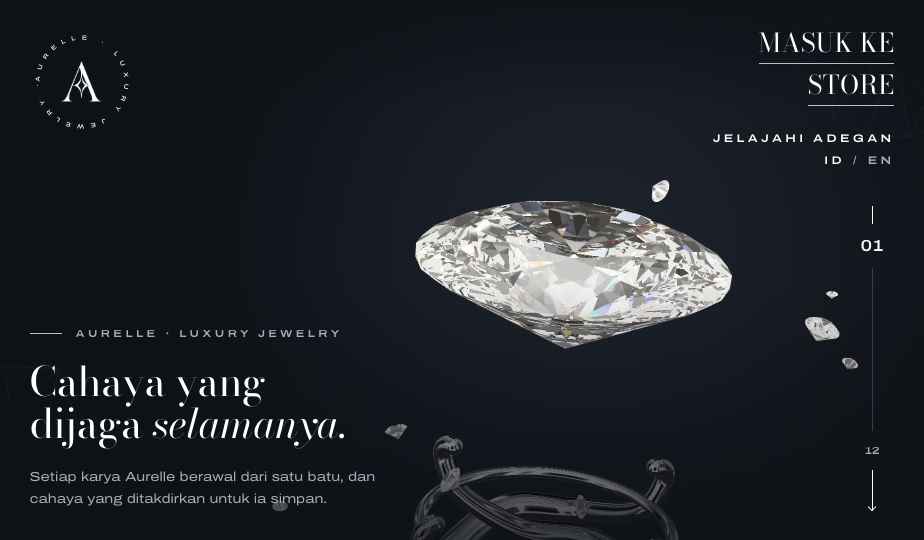 AURELLE · LUXURY JEWELRY ·
A
MASUK KE
STORE
JELAJAHI ADEGAN
ID / EN
01
AURELLE · LUXURY JEWELRY
Cahaya yang
dijaga selamanya.
Setiap karya Aurelle berawal dari satu batu, dan
cahaya yang ditakdirkan untuk ia simpan.
12